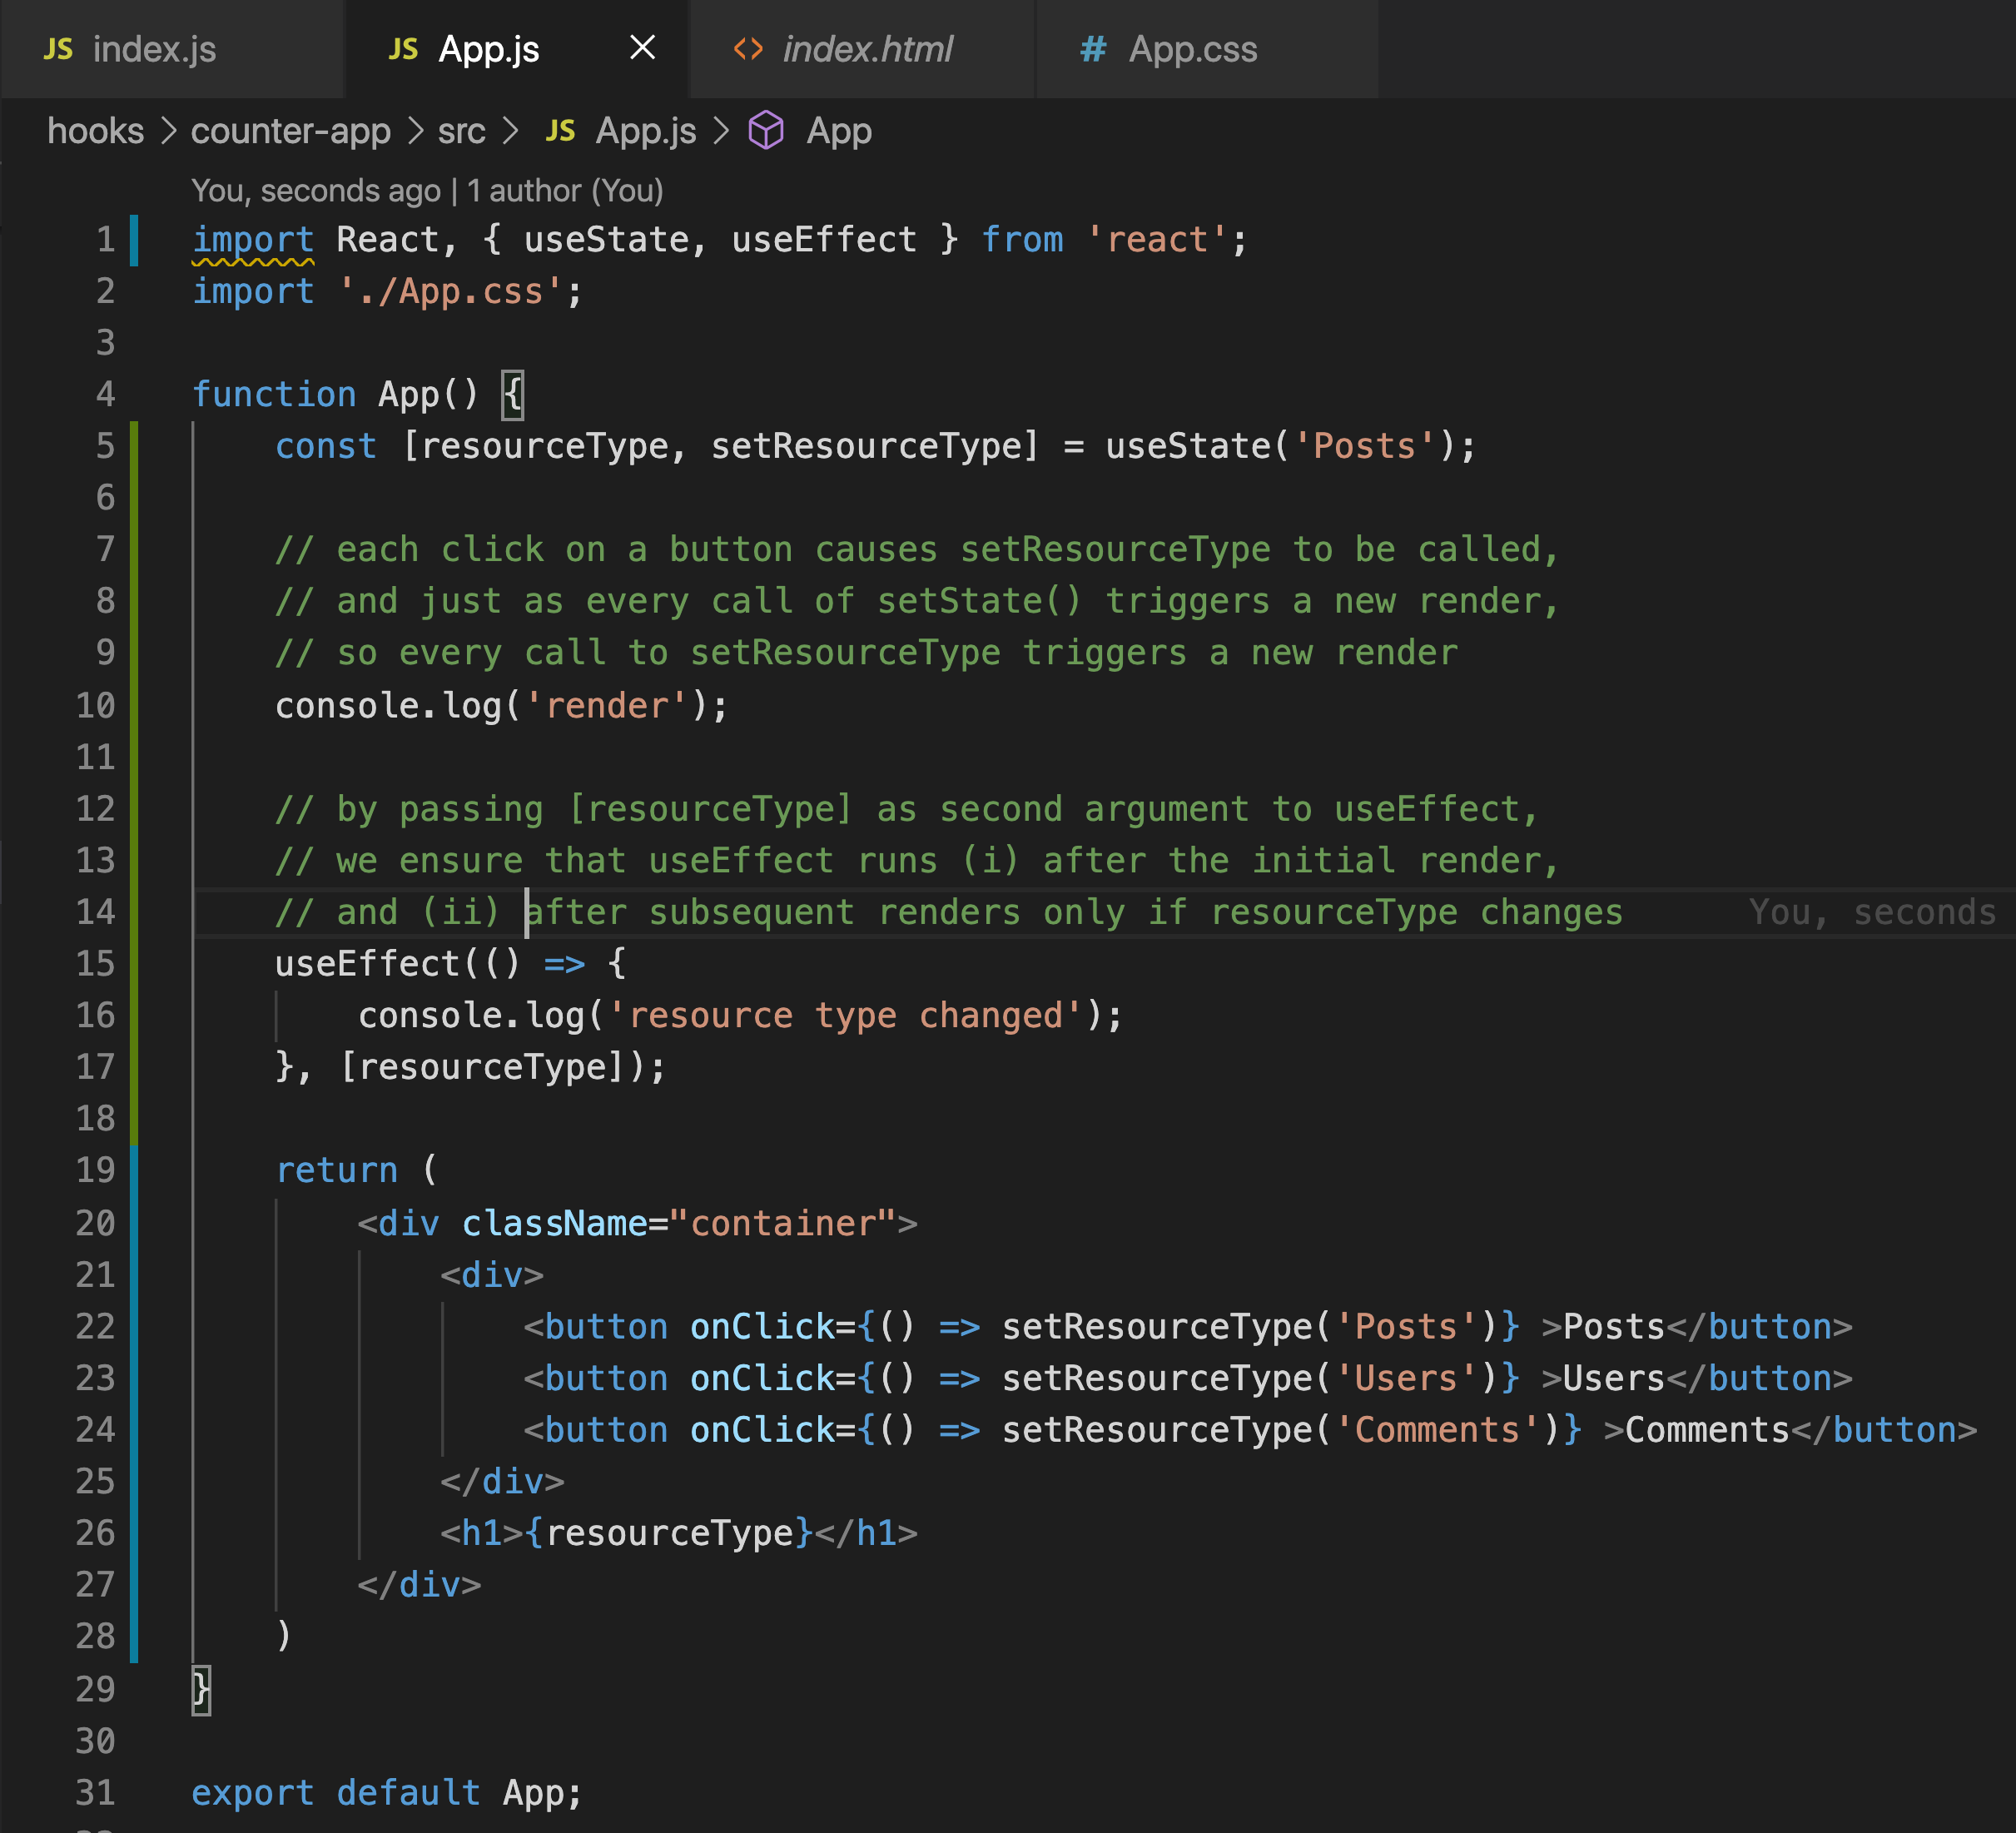 JS index.js JS App.js × <> index.html # App.css
hooks > counter-app > src > JS App.js > App
You, seconds ago | 1 author (You)
1 import React, { useState, useEffect } from 'react';
2 import './App.css';
3
4 function App() {
5 const [resourceType, setResourceType] = useState('Posts');
6
7 // each click on a button causes setResourceType to be called,
8 // and just as every call of setState() triggers a new render,
9 // so every call to setResourceType triggers a new render
10 console.log('render');
11
12 // by passing [resourceType] as second argument to useEffect,
13 // we ensure that useEffect runs (i) after the initial render,
14 // and (ii) after subsequent renders only if resourceType changes You, seconds
15 useEffect(() => {
16 console.log('resource type changed');
17 }, [resourceType]);
18
19 return (
20 <div className="container">
21 <div>
22 <button onClick={() => setResourceType('Posts')} >Posts</button>
23 <button onClick={() => setResourceType('Users')} >Users</button>
24 <button onClick={() => setResourceType('Comments')} >Comments</button>
25 </div>
26 <h1>{resourceType}</h1>
27 </div>
28 )
29 }
30
31 export default App;